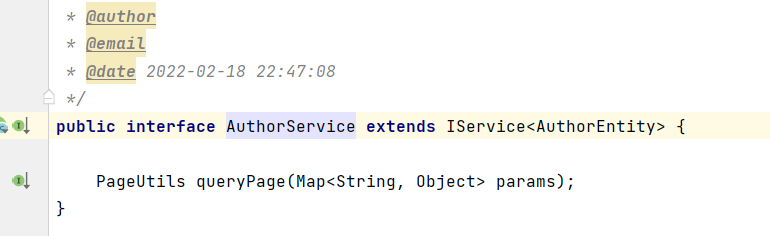 * @author
* @email
* @date 2022-02-18 22:47:08
*/
public interface AuthorService extends IService<AuthorEntity> {
PageUtils queryPage(Map<String, Object> params);
}